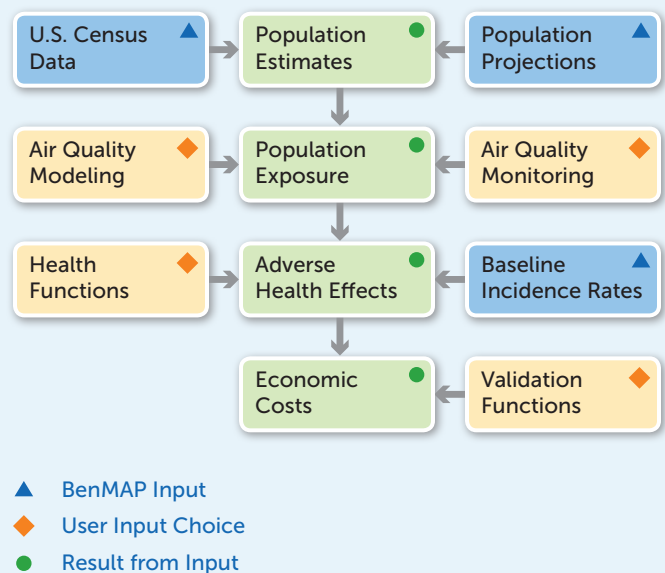 U.S. Census
Data
Population
Estimates
Population
Projections
Air Quality
Modeling
Population
Exposure
Air Quality
Monitoring
Health
Functions
Adverse
Health Effects
Baseline
Incidence Rates
Economic
Costs
Validation
Functions
BenMAP Input
User Input Choice
Result from Input